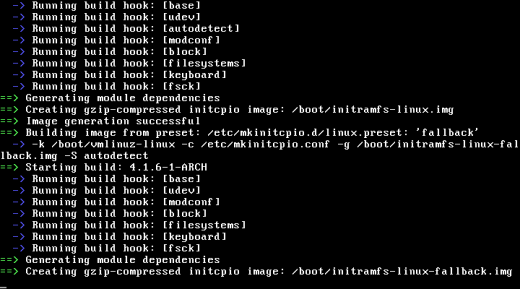 -> Running build hook: [base]
-> Running build hook: [udev]
-> Running build hook: [autodetect]
-> Running build hook: [modconf]
-> Running build hook: [block]
-> Running build hook: [filesystems]
-> Running build hook: [keyboard]
-> Running build hook: [fsck]
==> Generating module dependencies
==> Creating gzip-compressed initcpio image: /boot/initramfs-linux.img
==> Image generation successful
==> Building image from preset: /etc/mkinitcpio.d/linux.preset: 'fallback'
-> -k /boot/vmlinuz-linux -c /etc/mkinitcpio.conf -g /boot/initramfs-linux-fal
lback.img -S autodetect
==> Starting build: 4.1.6-1-ARCH
-> Running build hook: [base]
-> Running build hook: [udev]
-> Running build hook: [modconf]
-> Running build hook: [block]
-> Running build hook: [filesystems]
-> Running build hook: [keyboard]
-> Running build hook: [fsck]
==> Generating module dependencies
==> Creating gzip-compressed initcpio image: /boot/initramfs-linux-fallback.img